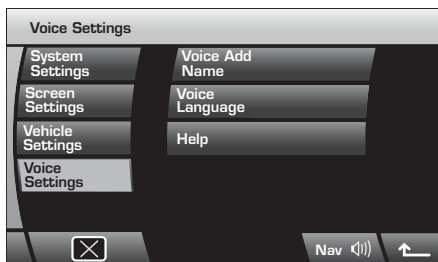 Voice Settings
System
Settings
Voice Add
Name
Screen
Settings
Voice
Language
Vehicle
Settings
Help
Voice
Settings
Nav